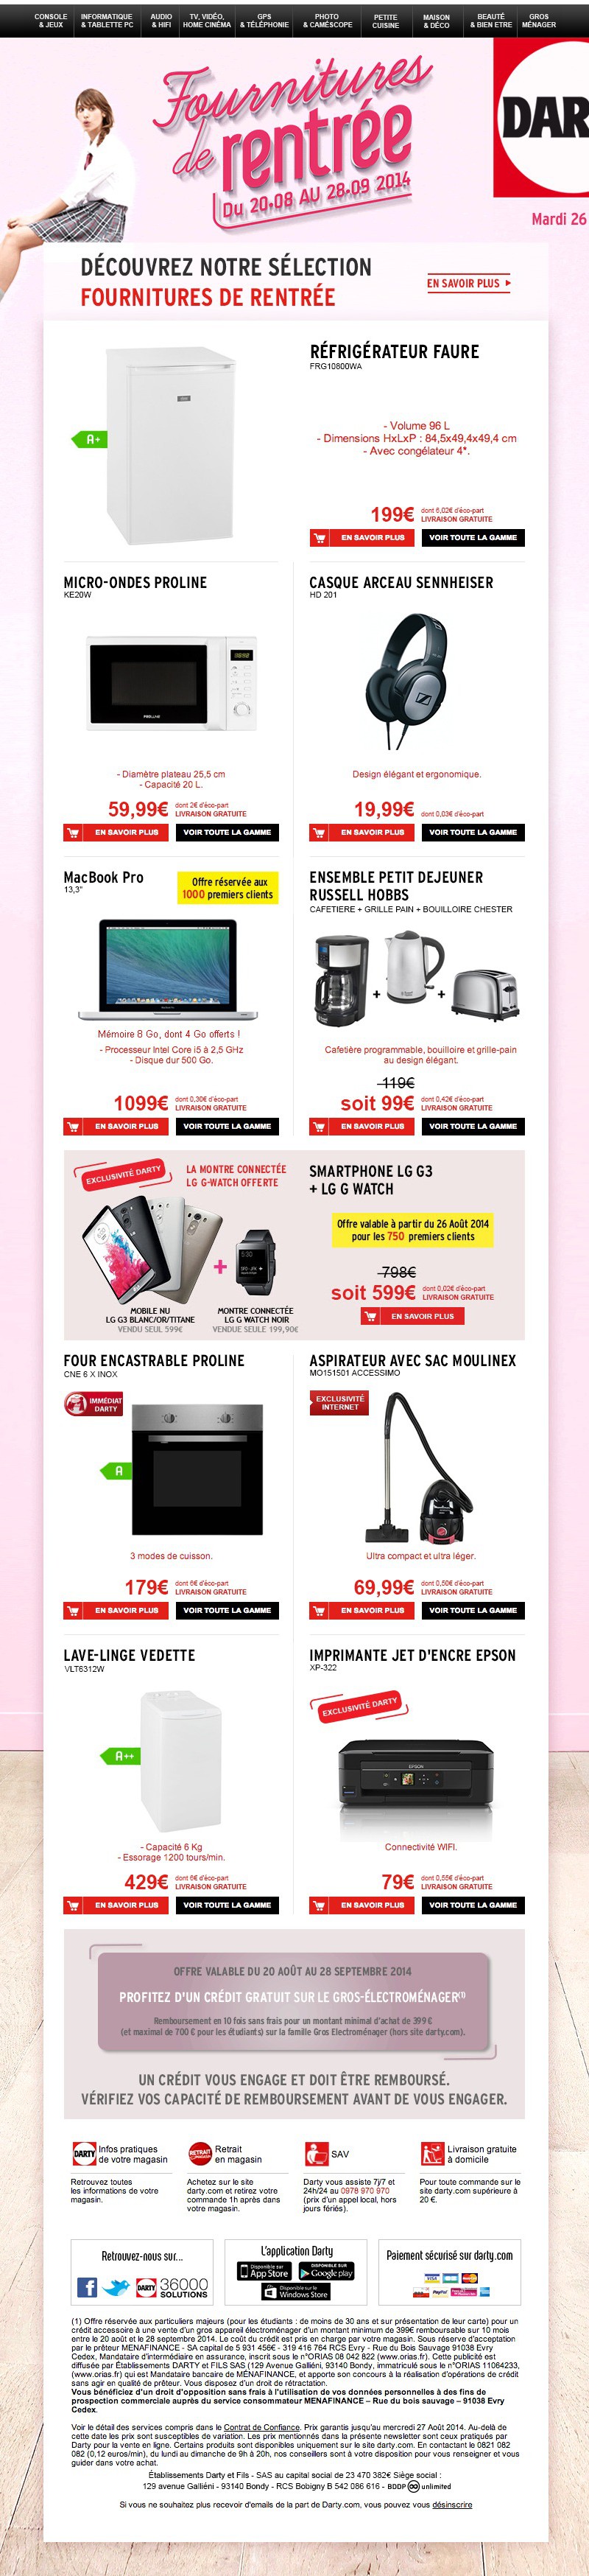 CONSOLE & JEUX
INFORMATIQUE & TABLETTE PC
AUDIO & HIFI
TV, VIDÉO, HOME CINÉMA
GPS & TÉLÉPHONIE
PHOTO & CAMÉSCOPE
PETITE CUISINE
MAISON & DÉCO
BEAUTÉ & BIEN ETRE
GROS MÉNAGER
Fournitures
de rentrée
Du 20.08 AU 28.09 2014
DAR
Mardi 26
DÉCOUVREZ NOTRE SÉLECTION
FOURNITURES DE RENTRÉE
EN SAVOIR PLUS
RÉFRIGÉRATEUR FAURE
FRG10800WA
A+
- Volume 96 L
- Dimensions HxLxP : 84,5x49,4x49,4 cm
- Avec congélateur 4*.
199€ dont 6,02€ d'éco-part
LIVRAISON GRATUITE
EN SAVOIR PLUS
VOIR TOUTE LA GAMME
MICRO-ONDES PROLINE
KE20W
PROLINE
- Diamètre plateau 25,5 cm
- Capacité 20 L.
59,99€ dont 2€ d'éco-part
LIVRAISON GRATUITE
EN SAVOIR PLUS
VOIR TOUTE LA GAMME
CASQUE ARCEAU SENNHEISER
HD 201
Design élégant et ergonomique.
19,99€ dont 0,03€ d'éco-part
EN SAVOIR PLUS
VOIR TOUTE LA GAMME
MacBook Pro
13,3"
Offre réservée aux
1000 premiers clients
Mémoire 8 Go, dont 4 Go offerts !
- Processeur Intel Core i5 à 2,5 GHz
- Disque dur 500 Go.
1099€ dont 0,30€ d'éco-part
LIVRAISON GRATUITE
EN SAVOIR PLUS
VOIR TOUTE LA GAMME
ENSEMBLE PETIT DEJEUNER
RUSSELL HOBBS
CAFETIERE + GRILLE PAIN + BOUILLOIRE CHESTER
+ +
Cafetière programmable, bouilloire et grille-pain
au design élégant.
119€
soit 99€ dont 0,42€ d'éco-part
LIVRAISON GRATUITE
EN SAVOIR PLUS
VOIR TOUTE LA GAMME
EXCLUSIVITÉ DARTY
LA MONTRE CONNECTÉE
LG G-WATCH OFFERTE
+
MOBILE NU
LG G3 BLANC/OR/TITANE
VENDU SEUL 599€
MONTRE CONNECTÉE
LG G WATCH NOIR
VENDUE SEULE 199,90€
SMARTPHONE LG G3
+ LG G WATCH
Offre valable à partir du 26 Août 2014
pour les 750 premiers clients
798€
soit 599€ dont 0,02€ d'éco-part
LIVRAISON GRATUITE
EN SAVOIR PLUS
FOUR ENCASTRABLE PROLINE
CNE 6 X INOX
IMMÉDIAT
DARTY
A
3 modes de cuisson.
179€ dont 6€ d'éco-part
LIVRAISON GRATUITE
EN SAVOIR PLUS
VOIR TOUTE LA GAMME
ASPIRATEUR AVEC SAC MOULINEX
MO151501 ACCESSIMO
EXCLUSIVITÉ
INTERNET
Ultra compact et ultra léger.
69,99€ dont 0,50€ d'éco-part
LIVRAISON GRATUITE
EN SAVOIR PLUS
VOIR TOUTE LA GAMME
LAVE-LINGE VEDETTE
VLT6312W
A++
- Capacité 6 Kg
- Essorage 1200 tours/min.
429€ dont 6€ d'éco-part
LIVRAISON GRATUITE
EN SAVOIR PLUS
VOIR TOUTE LA GAMME
IMPRIMANTE JET D'ENCRE EPSON
XP-322
EXCLUSIVITÉ DARTY
EPSON
Connectivité WIFI.
79€ dont 0,55€ d'éco-part
LIVRAISON GRATUITE
EN SAVOIR PLUS
VOIR TOUTE LA GAMME
OFFRE VALABLE DU 20 AOÛT AU 28 SEPTEMBRE 2014
PROFITEZ D'UN CRÉDIT GRATUIT SUR LE GROS-ÉLECTROMÉNAGER(1)
Remboursement en 10 fois sans frais pour un montant minimal d'achat de 399 €
(et maximal de 700 € pour les étudiants) sur la famille Gros Electroménager (hors site darty.com).
UN CRÉDIT VOUS ENGAGE ET DOIT ÊTRE REMBOURSÉ.
VÉRIFIEZ VOS CAPACITÉ DE REMBOURSEMENT AVANT DE VOUS ENGAGER.
DARTY
Infos pratiques
de votre magasin
Retrouvez toutes
les informations de votre
magasin.
RETRAIT
Retrait
en magasin
Achetez sur le site
darty.com et retirez votre
commande 1h après dans
votre magasin.
SAV
Darty vous assiste 7j/7 et
24h/24 au 0978 970 970
(prix d'un appel local, hors
jours fériés).
Livraison gratuite
à domicile
Pour toute commande sur le
site darty.com supérieure à
20 €.
Retrouvez-nous sur...
DARTY 36000
SOLUTIONS
L'application Darty
Disponible sur
App Store
DISPONIBLE SUR
Google play
Disponible sur le
Windows Store
Paiement sécurisé sur darty.com
VISA
PayPal
(1) Offre réservée aux particuliers majeurs (pour les étudiants : de moins de 30 ans et sur présentation de leur carte) pour un
crédit accessoire à une vente d'un gros appareil électroménager d'un montant minimum de 399€ remboursable sur 10 mois
entre le 20 août et le 28 septembre 2014. Le coût du crédit est pris en charge par votre magasin. Sous réserve d'acceptation
par le prêteur MENAFINANCE - SA capital de 5 931 456€ - 319 416 764 RCS Evry - Rue du Bois Sauvage 91038 Evry
Cedex, Mandataire d'intermédiaire en assurance, inscrit sous le n°ORIAS 08 042 822 (www.orias.fr). Cette publicité est
diffusée par Établissements DARTY et FILS SAS (129 Avenue Galliéni, 93140 Bondy, immatriculé sous le n°ORIAS 11064233,
(www.orias.fr) qui est Mandataire bancaire de MENAFINANCE, et apporte son concours à la réalisation d'opérations de crédit
sans agir en qualité de prêteur. Vous disposez d'un droit de rétractation.
Vous bénéficiez d'un droit d'opposition sans frais à l'utilisation de vos données personnelles à des fins de
prospection commerciale auprès du service consommateur MENAFINANCE – Rue du bois sauvage – 91038 Evry
Cedex.
Voir le détail des services compris dans le Contrat de Confiance. Prix garantis jusqu'au mercredi 27 Août 2014. Au-delà de
cette date les prix sont susceptibles de variation. Les prix mentionnés dans la présente newsletter sont ceux pratiqués par
Darty pour la vente en ligne. Certains produits sont disponibles uniquement sur le site darty.com. En contactant le 0821 082
082 (0,12 euros/min), du lundi au dimanche de 9h à 20h, nos conseillers sont à votre disposition pour vous renseigner et vous
guider dans votre achat.
Établissements Darty et Fils - SAS au capital social de 23 470 382€ Siège social :
129 avenue Galliéni - 93140 Bondy - RCS Bobigny B 542 086 616 - BDDP unlimited
Si vous ne souhaitez plus recevoir d'emails de la part de Darty.com, vous pouvez vous désinscrire